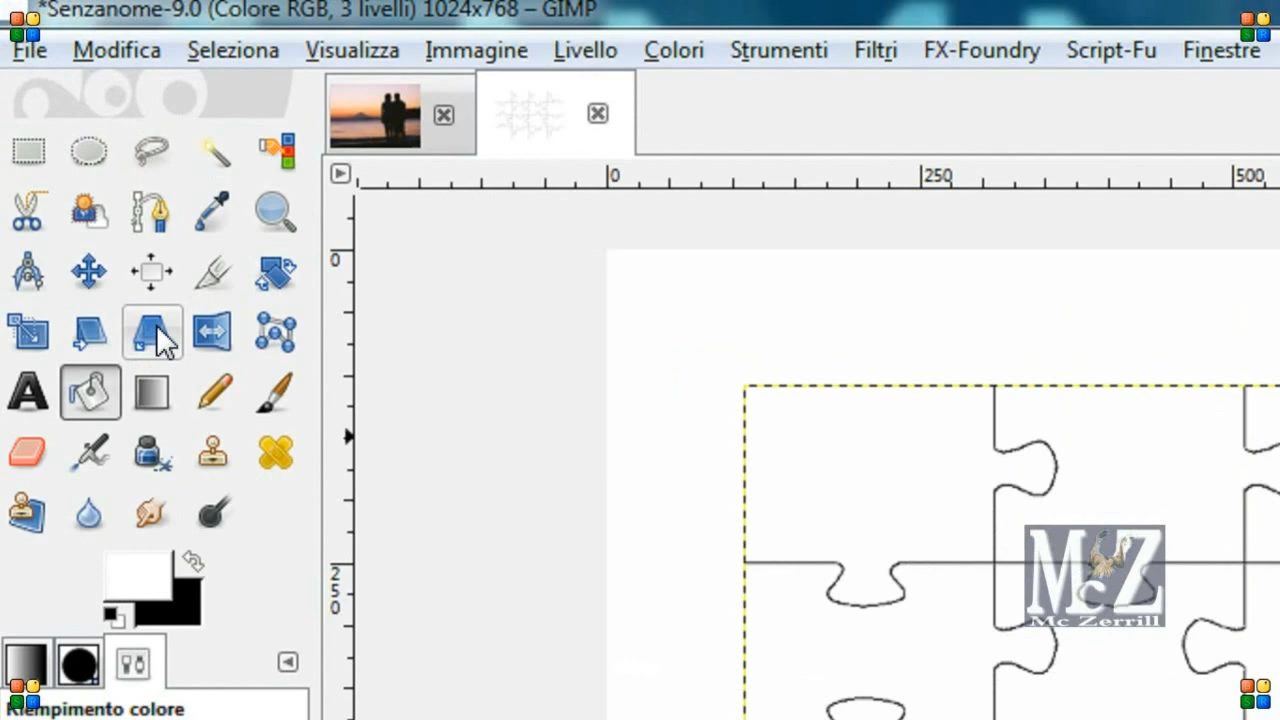 *Senzanome-9.0 (Colore RGB, 3 livelli) 1024x768 – GIMP
File Modifica Seleziona Visualizza Immagine Livello Colori Strumenti Filtri FX-Foundry Script-Fu Finestre
0 250 500
0
250
McZ
Mc Zerrill
Riempimento colore